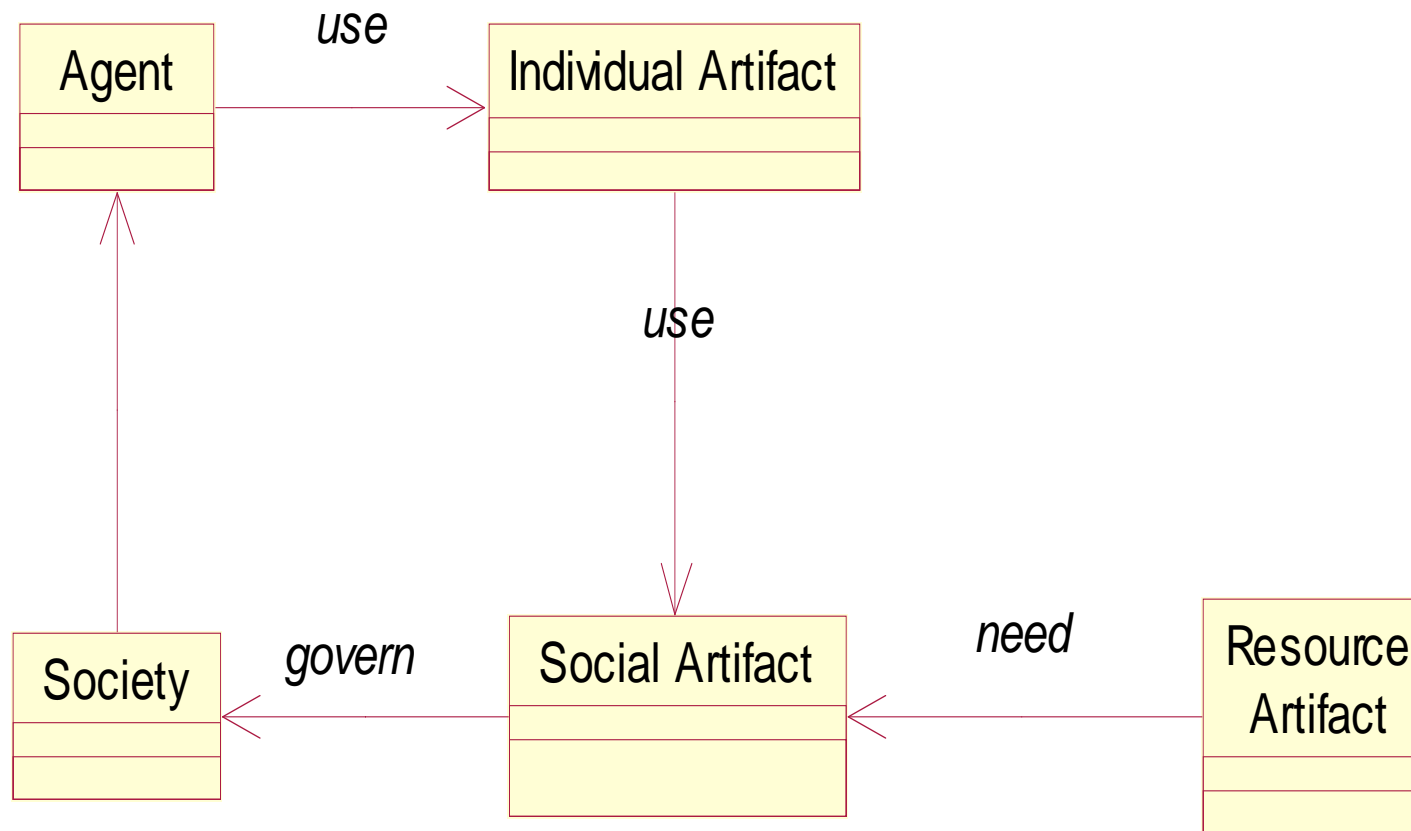 use
Agent
Individual Artifact
use
Society
govern
Social Artifact
need
Resource
Artifact